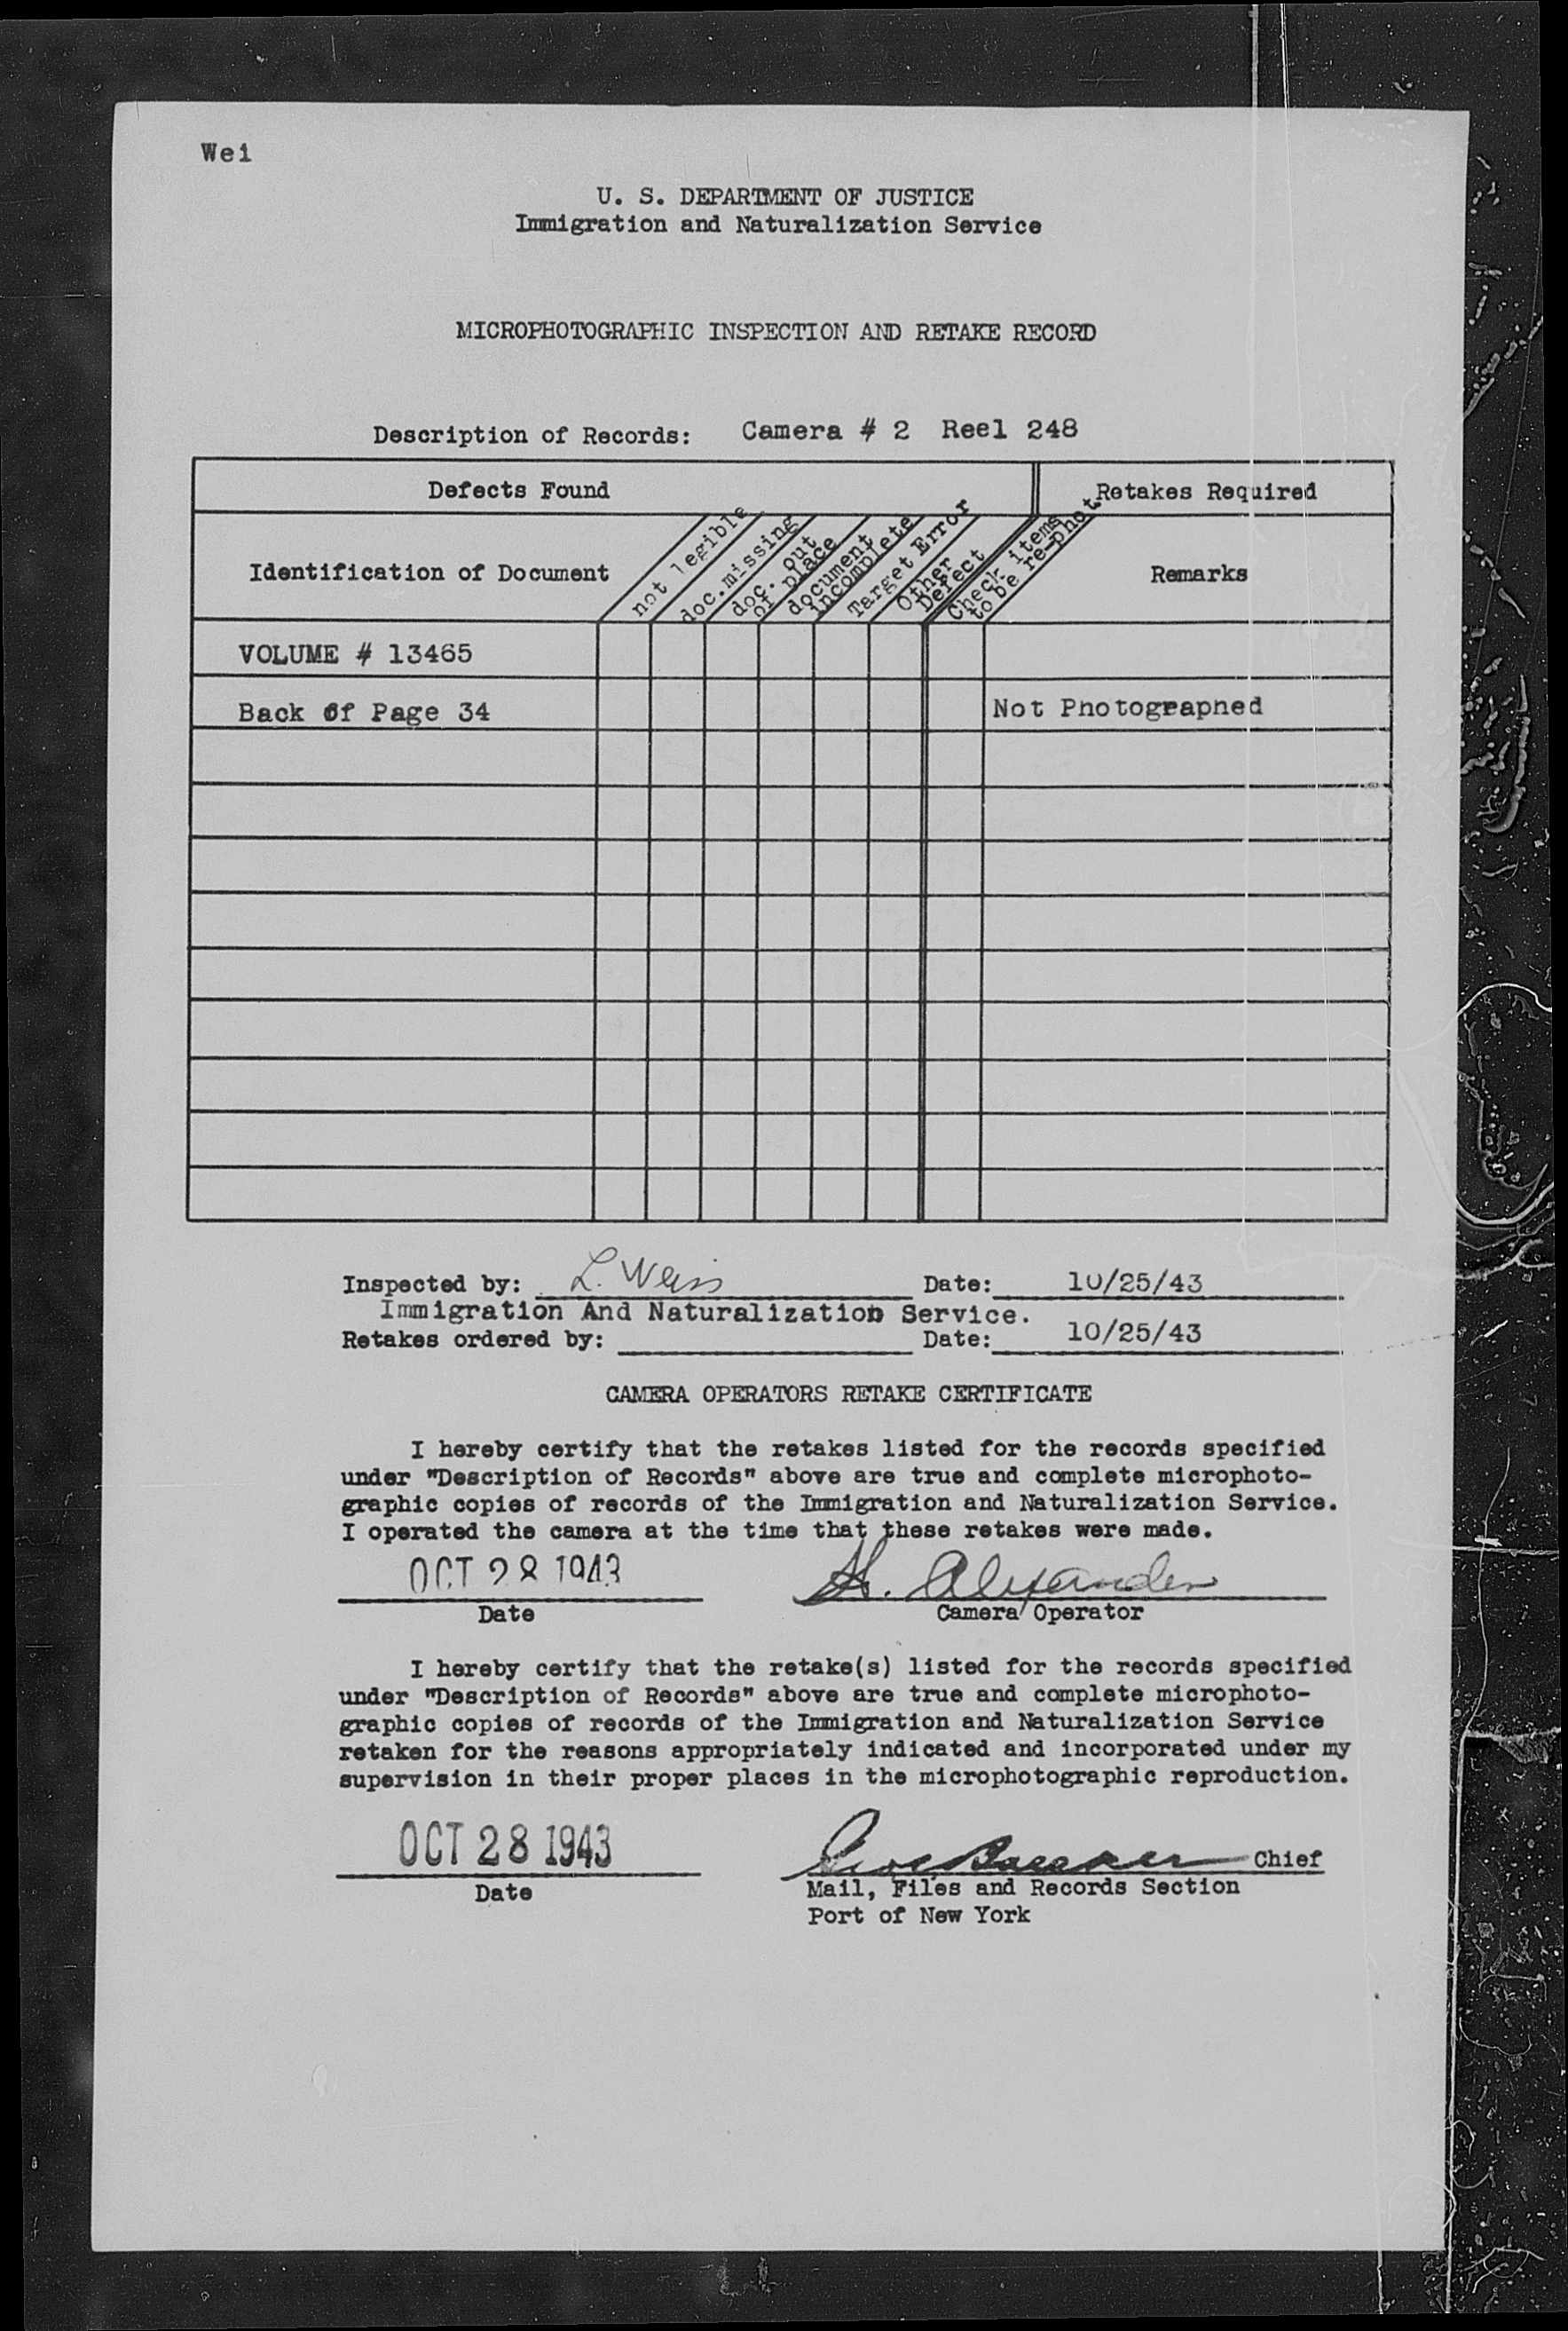 Wei
U. S. DEPARTMENT OF JUSTICE
Immigration and Naturalization Service
MICROPHOTOGRAPHIC INSPECTION AND RETAKE RECORD
Description of Records: Camera # 2 Reel 248
Defects Found
Retakes Required
Identification of Document
not legible
doc.missing
doc. out
of place
document
incomplete
Target Error
Other
Defect
Check items
to be re-phot.
Remarks
VOLUME # 13465
Back of Page 34 Not Photograpned
Inspected by: L. Weiss Date: 10/25/43
Immigration And Naturalization Service.
Retakes ordered by: Date: 10/25/43
CAMERA OPERATORS RETAKE CERTIFICATE
I hereby certify that the retakes listed for the records specified
under "Description of Records" above are true and complete microphoto-
graphic copies of records of the Immigration and Naturalization Service.
I operated the camera at the time that these retakes were made.
OCT 28 1943 H. Alexander
Date Camera Operator
I hereby certify that the retake(s) listed for the records specified
under "Description of Records" above are true and complete microphoto-
graphic copies of records of the Immigration and Naturalization Service
retaken for the reasons appropriately indicated and incorporated under my
supervision in their proper places in the microphotographic reproduction.
OCT 28 1943 Chief
Date Mail, Files and Records Section
Port of New York